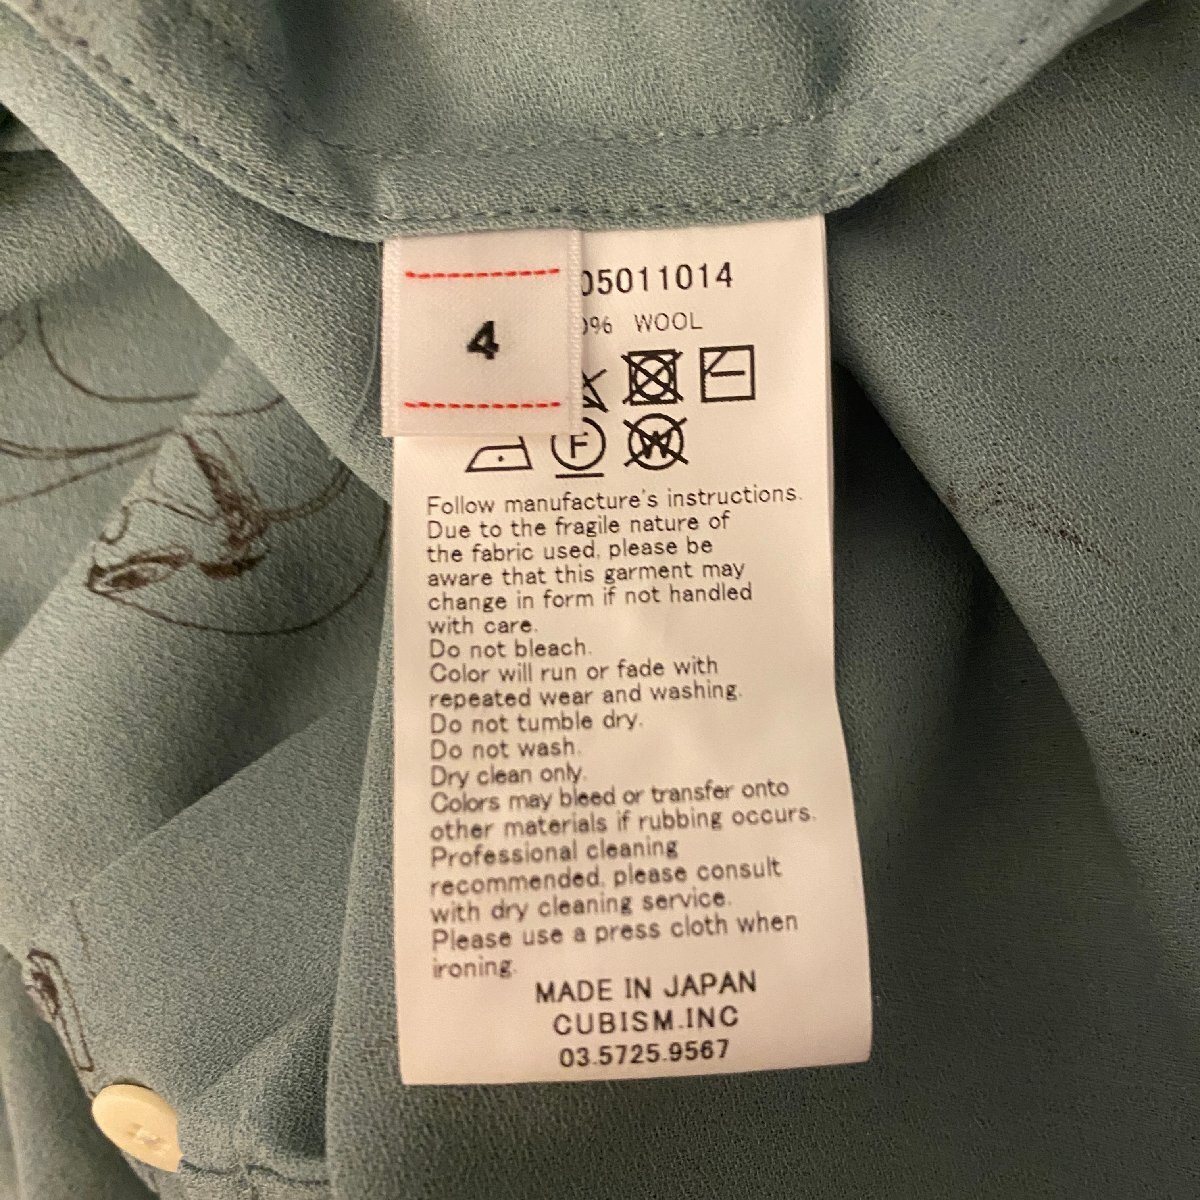 4
05011014
0% WOOL
F
W
Follow manufacture's instructions.
Due to the fragile nature of
the fabric used, please be
aware that this garment may
change in form if not handled
with care.
Do not bleach.
Color will run or fade with
repeated wear and washing.
Do not tumble dry.
Do not wash.
Dry clean only.
Colors may bleed or transfer onto
other materials if rubbing occurs.
Professional cleaning
recommended, please consult
with dry cleaning service.
Please use a press cloth when
ironing.
MADE IN JAPAN
CUBISM.INC
03.5725.9567